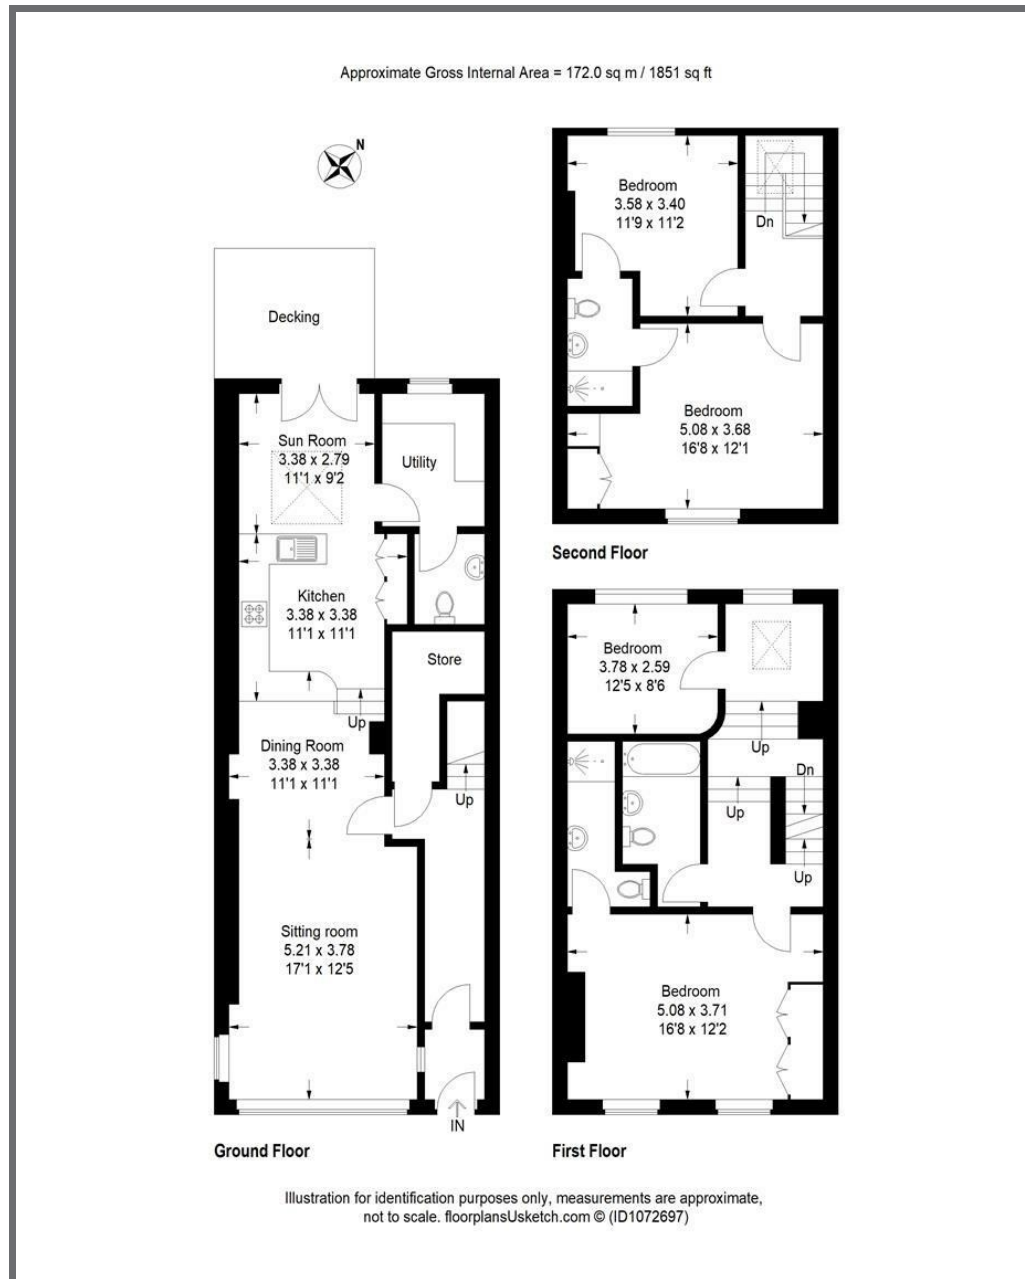 Approximate Gross Internal Area = 172.0 sq m / 1851 sq ft
N
Decking
Sun Room
3.38 x 2.79
11'1 x 9'2
Utility
Kitchen
3.38 x 3.38
11'1 x 11'1
Store
Up
Dining Room
3.38 x 3.38
11'1 x 11'1
Up
Sitting room
5.21 x 3.78
17'1 x 12'5
IN
Ground Floor
Bedroom
3.58 x 3.40
11'9 x 11'2
Dn
Bedroom
5.08 x 3.68
16'8 x 12'1
Second Floor
Bedroom
3.78 x 2.59
12'5 x 8'6
Up
Dn
Up
Up
Bedroom
5.08 x 3.71
16'8 x 12'2
First Floor
Illustration for identification purposes only, measurements are approximate,
not to scale. floorplansUsketch.com © (ID1072697)